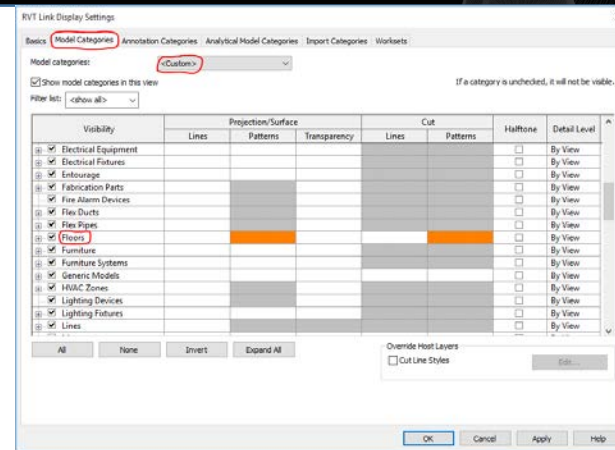 RVT Link Display Settings
Basics Model Categories Annotation Categories Analytical Model Categories Import Categories Worksets
Model categories: <Custom>
Show model categories in this view If a category is unchecked, it will not be visible.
Filter list: <show all>
Visibility Projection/Surface Cut Halftone Detail Level
Lines Patterns Transparency Lines Patterns
Electrical Equipment By View
Electrical Fixtures By View
Entourage By View
Fabrication Parts By View
Fire Alarm Devices By View
Flex Ducts By View
Flex Pipes By View
Floors By View
Furniture By View
Furniture Systems By View
Generic Models By View
HVAC Zones By View
Lighting Devices By View
Lighting Fixtures By View
Lines By View
All None Invert Expand All
Override Host Layers
Cut Line Styles Edit...
OK Cancel Apply Help